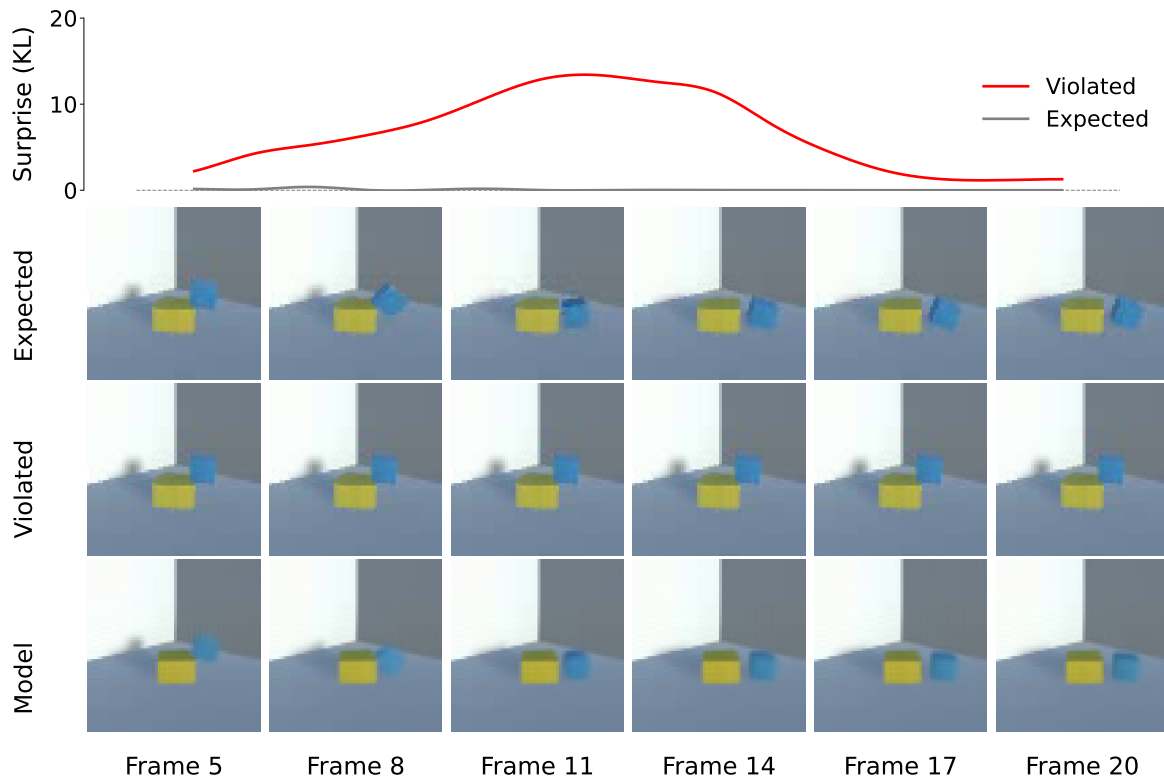 20
10
0
Surprise (KL)
Violated
Expected
Expected
Violated
Model
Frame 5
Frame 8
Frame 11
Frame 14
Frame 17
Frame 20